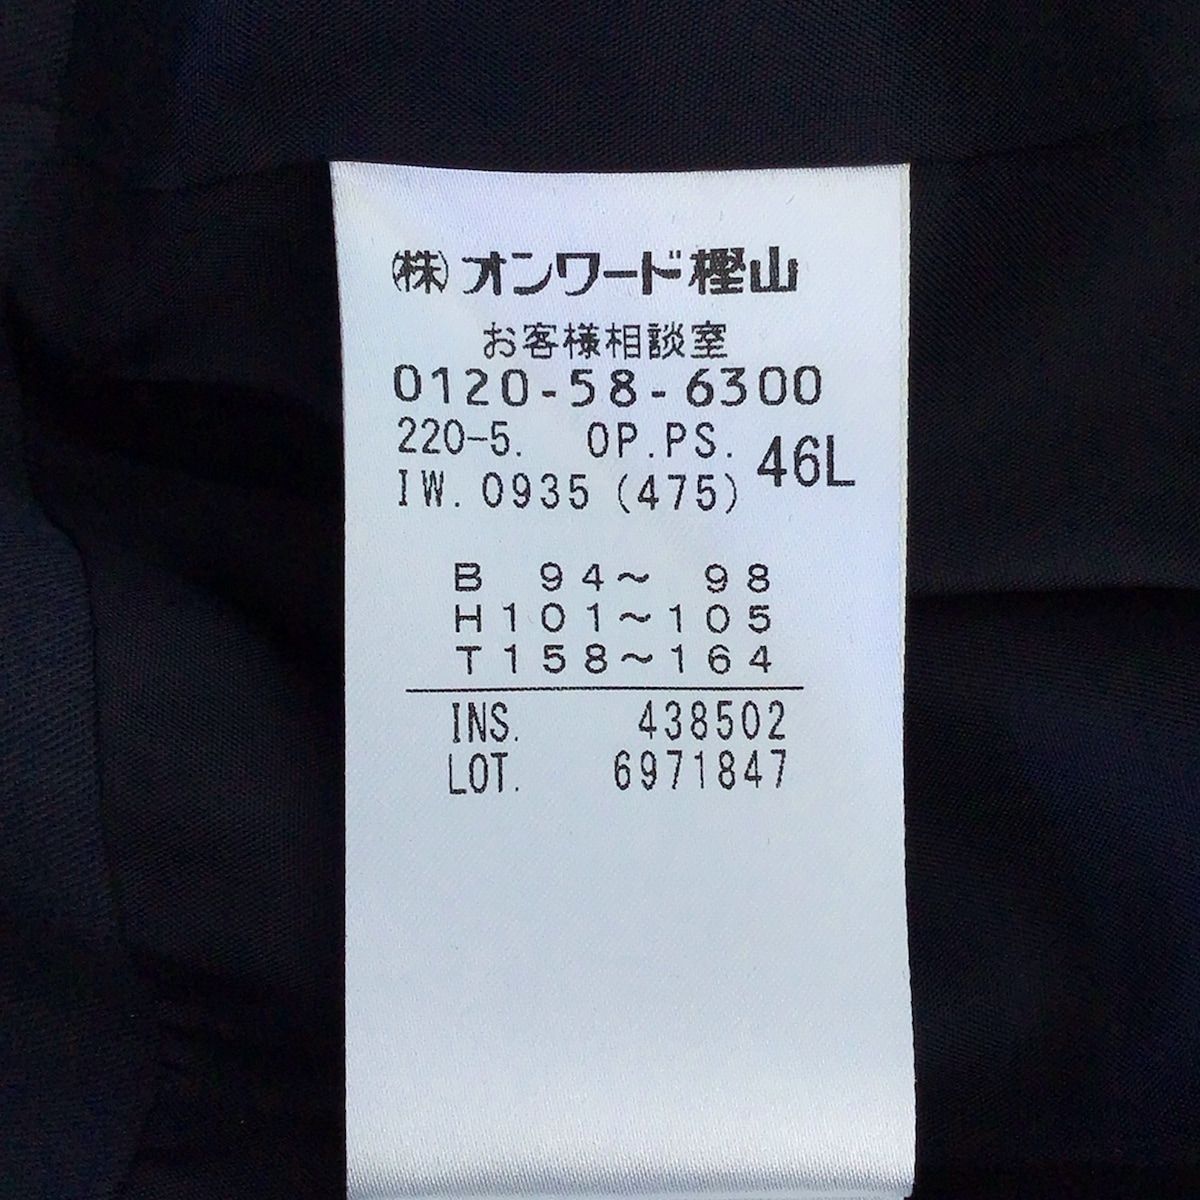 ㈱オンワード樫山
お客様相談室
0120-58-6300
220-5. OP.PS. 46L
IW.0935(475)
B 94～ 98
H101～105
T158～164
INS. 438502
LOT. 6971847